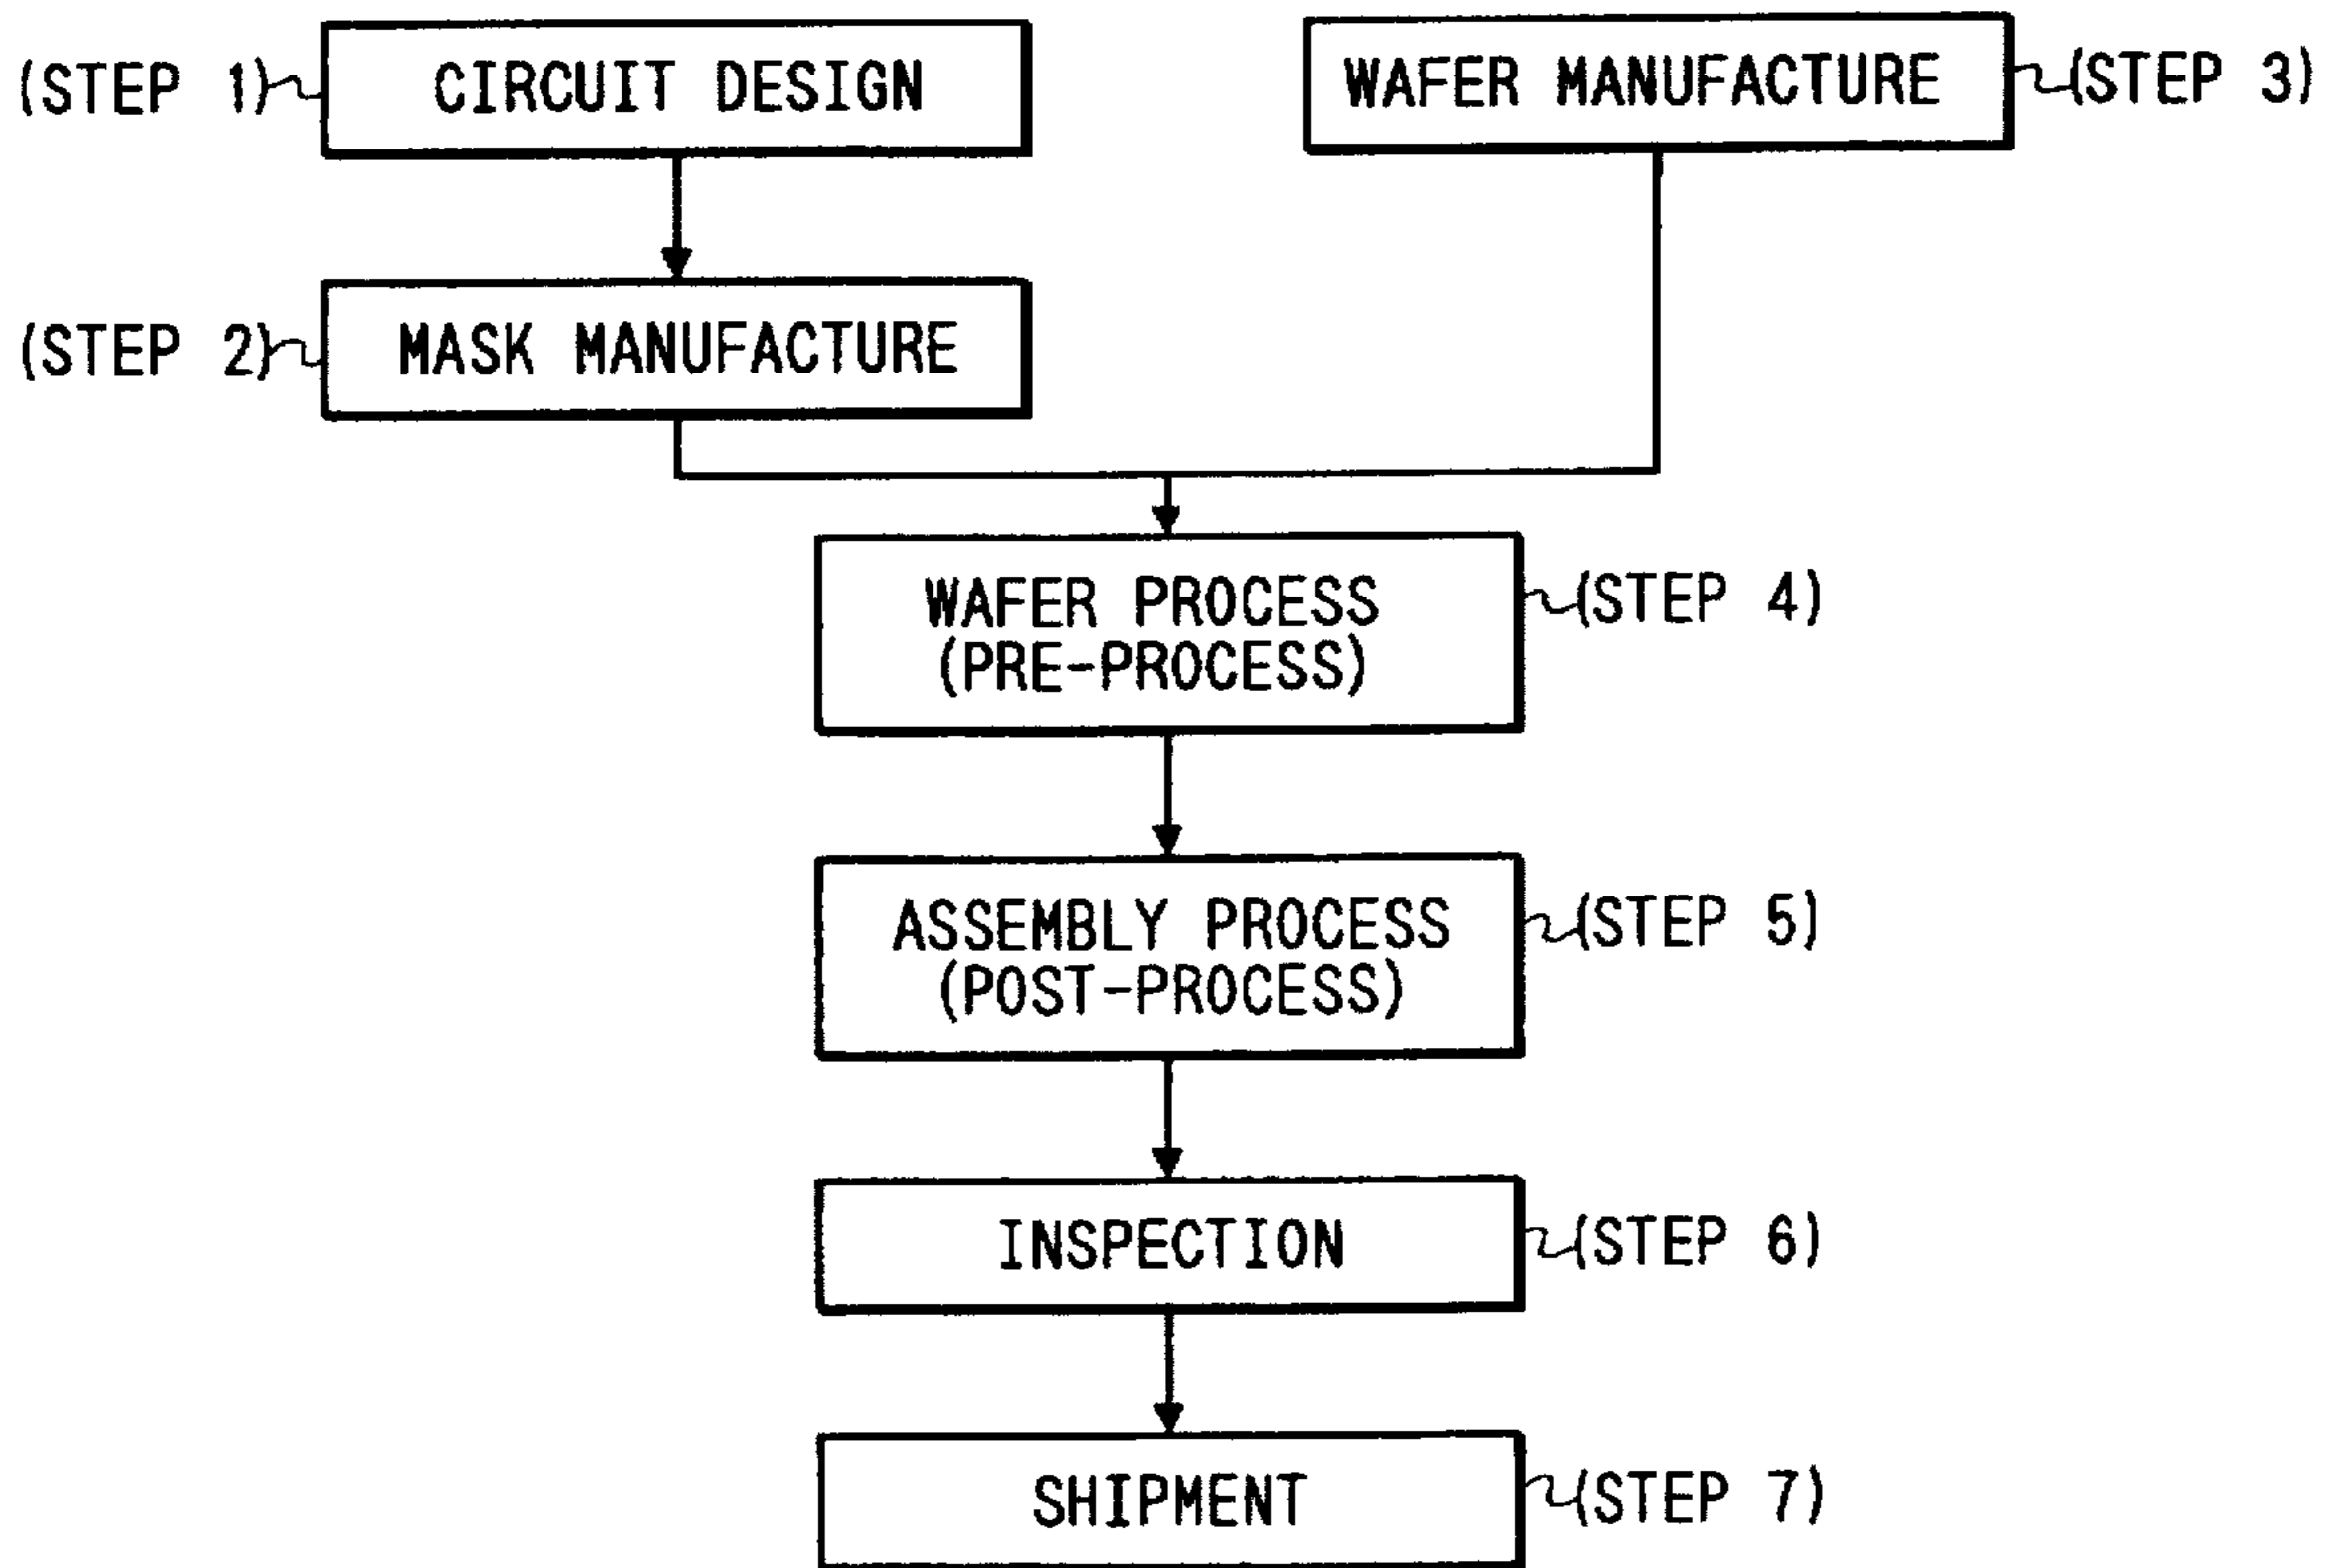 (STEP 1)
CIRCUIT DESIGN
WAFER MANUFACTURE
(STEP 3)
(STEP 2)
MASK MANUFACTURE
WAFER PROCESS
(PRE-PROCESS)
(STEP 4)
ASSEMBLY PROCESS
(POST-PROCESS)
(STEP 5)
INSPECTION
(STEP 6)
SHIPMENT
(STEP 7)